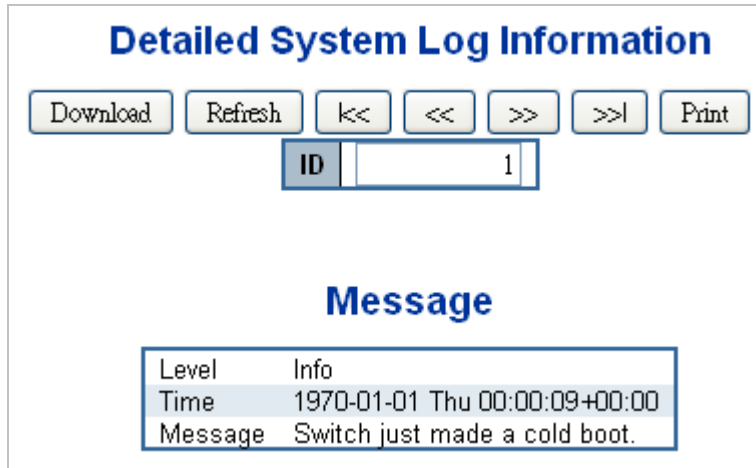 Detailed System Log Information
Download Refresh |<< << >> >>| Print
ID 1
Message
Level Info
Time 1970-01-01 Thu 00:00:09+00:00
Message Switch just made a cold boot.